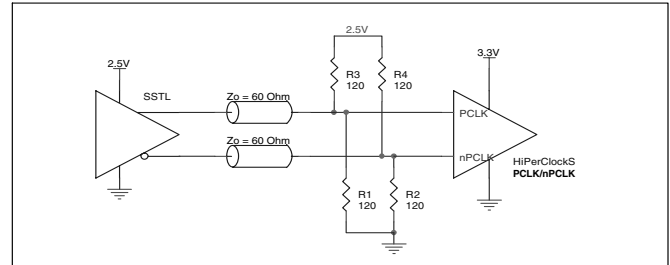 2.5V
3.3V
2.5V
R3
120
R4
120
SSTL
Zo = 60 Ohm
PCLK
Zo = 60 Ohm
nPCLK
HiPerClockS
PCLK/nPCLK
R1
120
R2
120